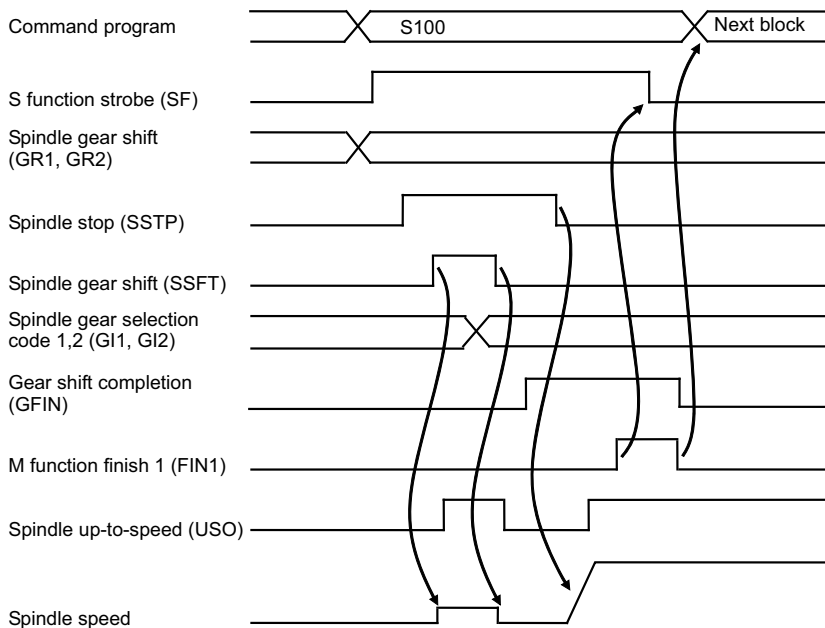 Command program
S100
Next block
S function strobe (SF)
Spindle gear shift
(GR1, GR2)
Spindle stop (SSTP)
Spindle gear shift (SSFT)
Spindle gear selection
code 1,2 (GI1, GI2)
Gear shift completion
(GFIN)
M function finish 1 (FIN1)
Spindle up-to-speed (USO)
Spindle speed